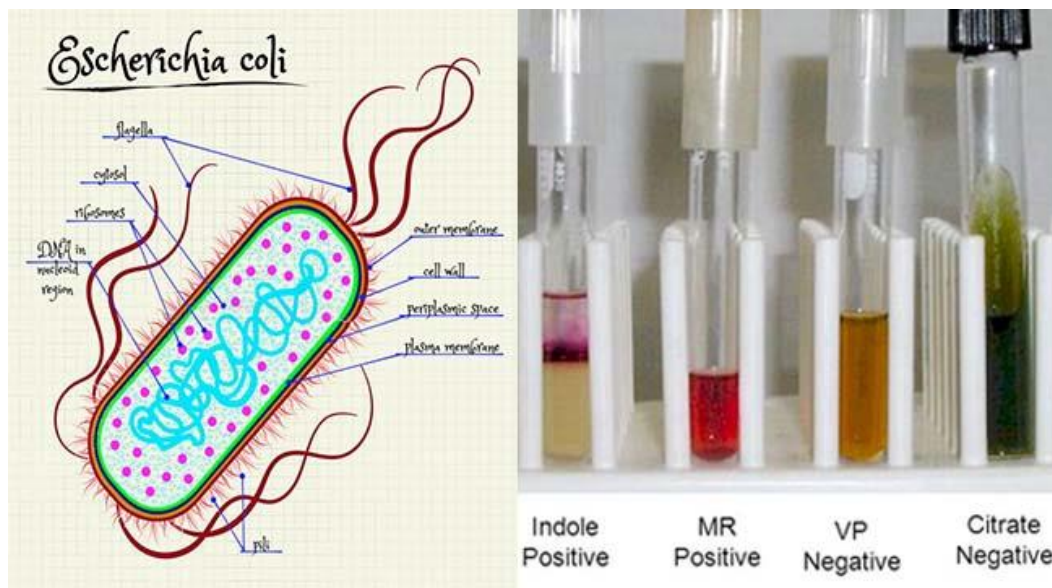 Escherichia coli
flagella
cytosol
ribosomes
DNA in
nucleoid
region
outer membrane
cell wall
periplasmic space
plasma membrane
pili
Indole
Positive
MR
Positive
VP
Negative
Citrate
Negative